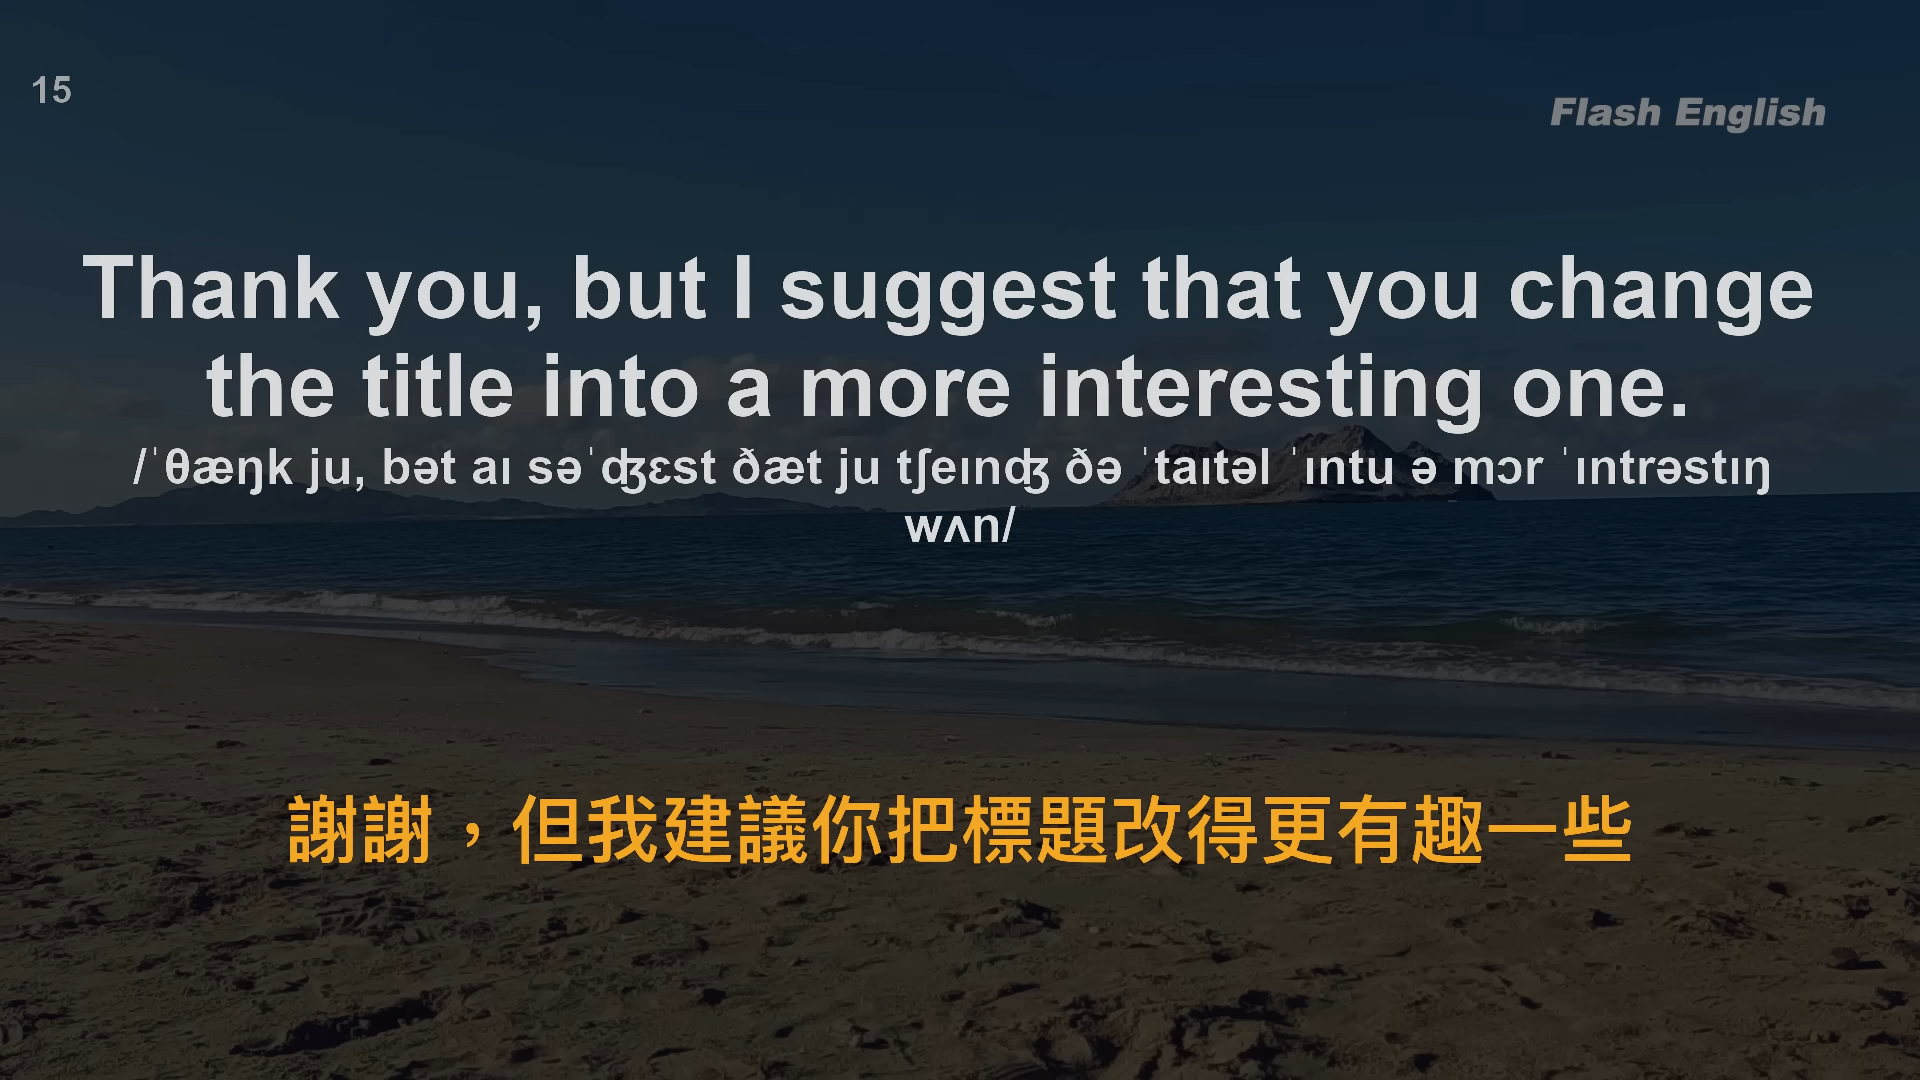 15
Flash English
Thank you, but I suggest that you change
the title into a more interesting one.
/ˈθæŋk ju, bət aɪ səˈʤɛst ðæt ju tʃeɪnʤ ðə ˈtaɪtəl ˈɪntu ə mɔr ˈɪntrəstɪŋ
wʌn/
謝謝，但我建議你把標題改得更有趣一些